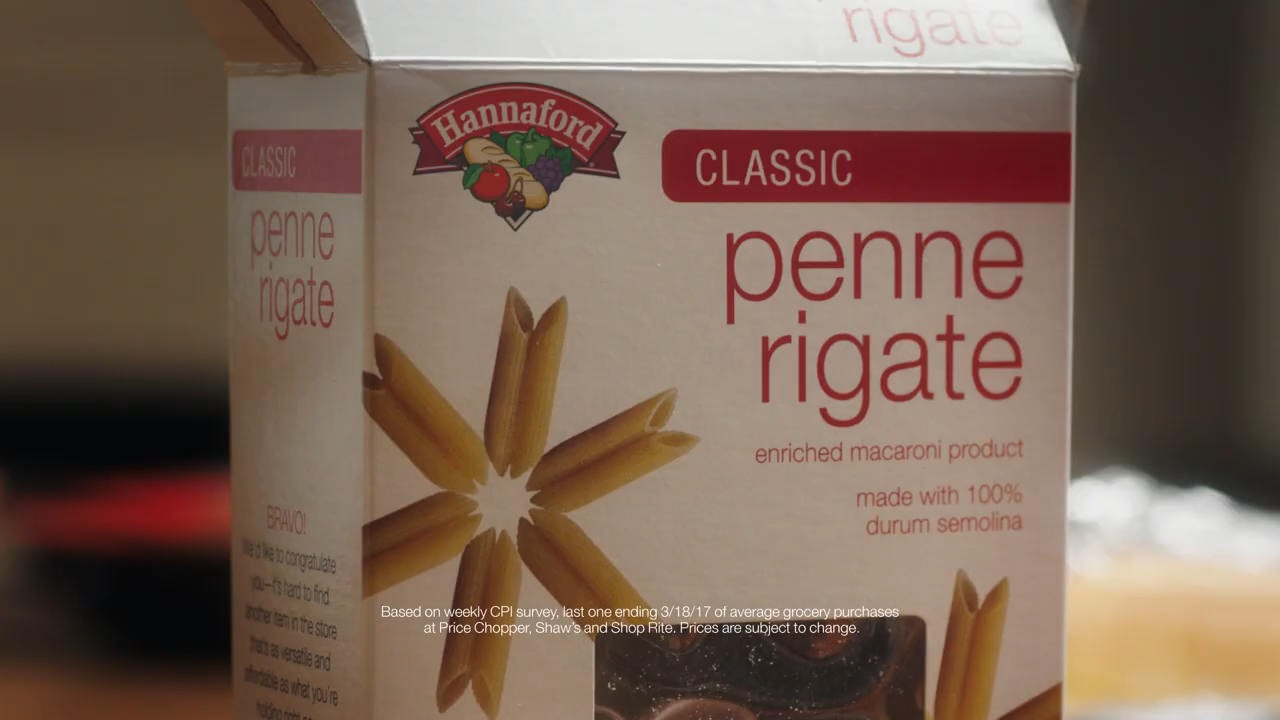 rigate
Hannaford
CLASSIC
penne
rigate
enriched macaroni product
made with 100%
durum semolina
CLASSIC
penne
rigate
BRAVO!
We'd like to congratulate
you—it's hard to find
another item in the store
that's as versatile and
affordable as what you're
holding right
Based on weekly CPI survey, last one ending 3/18/17 of average grocery purchases
at Price Chopper, Shaw's and Shop Rite. Prices are subject to change.